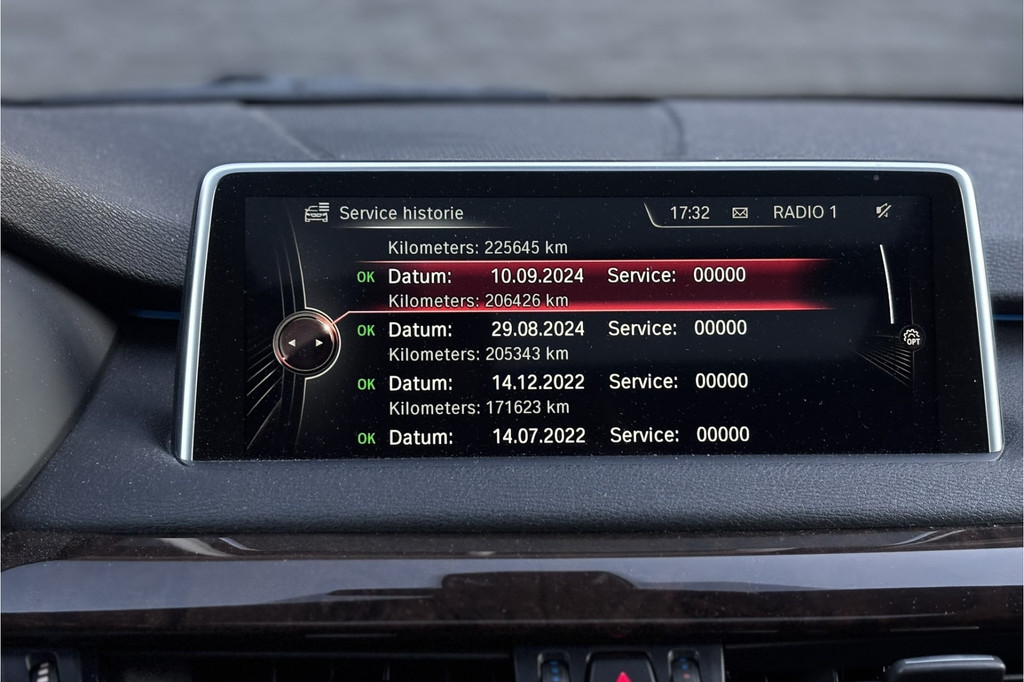 Service historie 17:32 RADIO 1
Kilometers: 225645 km
OK Datum: 10.09.2024 Service: 00000
Kilometers: 206426 km
OK Datum: 29.08.2024 Service: 00000
Kilometers: 205343 km
OPT
OK Datum: 14.12.2022 Service: 00000
Kilometers: 171623 km
OK Datum: 14.07.2022 Service: 00000